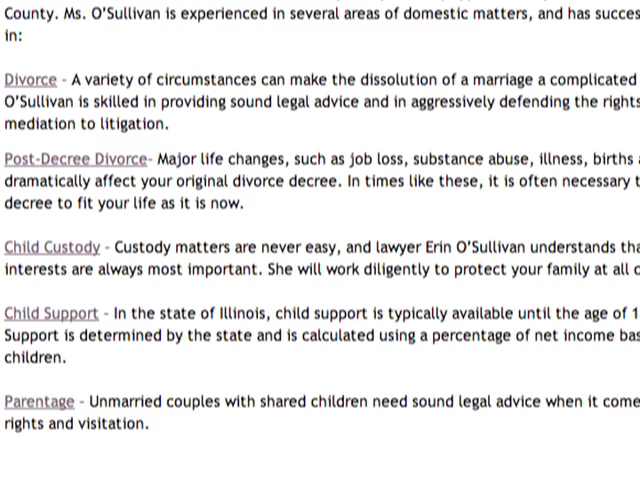 County. Ms. O'Sullivan is experienced in several areas of domestic matters, and has
in:
Divorce - A variety of circumstances can make the dissolution of a marriage a complicated
O'Sullivan is skilled in providing sound legal advice and in aggressively defending the rights
mediation to litigation.
Post-Decree Divorce- Major life changes, such as job loss, substance abuse, illness, births
dramatically affect your original divorce decree. In times like these, it is often necessary
decree to fit your life as it is now.
Child Custody - Custody matters are never easy, and lawyer Erin O'Sullivan understands
interests are always most important. She will work diligently to protect your family at all
Child Support - In the state of Illinois, child support is typically available until the age of
Support is determined by the state and is calculated using a percentage of net income
children.
Parentage - Unmarried couples with shared children need sound legal advice when it
rights and visitation.